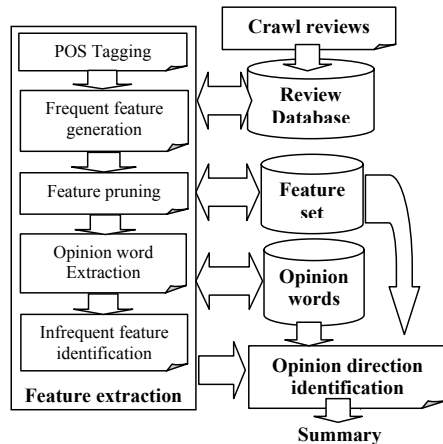 POS Tagging
Frequent feature
generation
Feature pruning
Opinion word
Extraction
Infrequent feature
identification
Feature extraction
Crawl reviews
Review
Database
Feature
set
Opinion
words
Opinion direction
identification
Summary